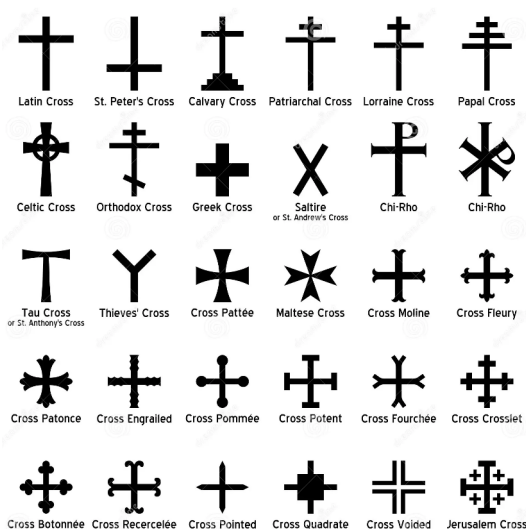 Latin Cross St. Peter's Cross Calvary Cross Patriarchal Cross Lorraine Cross Papal Cross
Celtic Cross Orthodox Cross Greek Cross Saltire Chi-Rho Chi-Rho
or St. Andrew's Cross
Tau Cross Thieves' Cross Cross Pattée Maltese Cross Cross Moline Cross Fleury
or St. Anthony's Cross
Cross Patonce Cross Engrailed Cross Pommée Cross Potent Cross Fourchée Cross Crosslet
Cross Botonnée Cross Recercelée Cross Pointed Cross Quadrate Cross Voided Jerusalem Cross